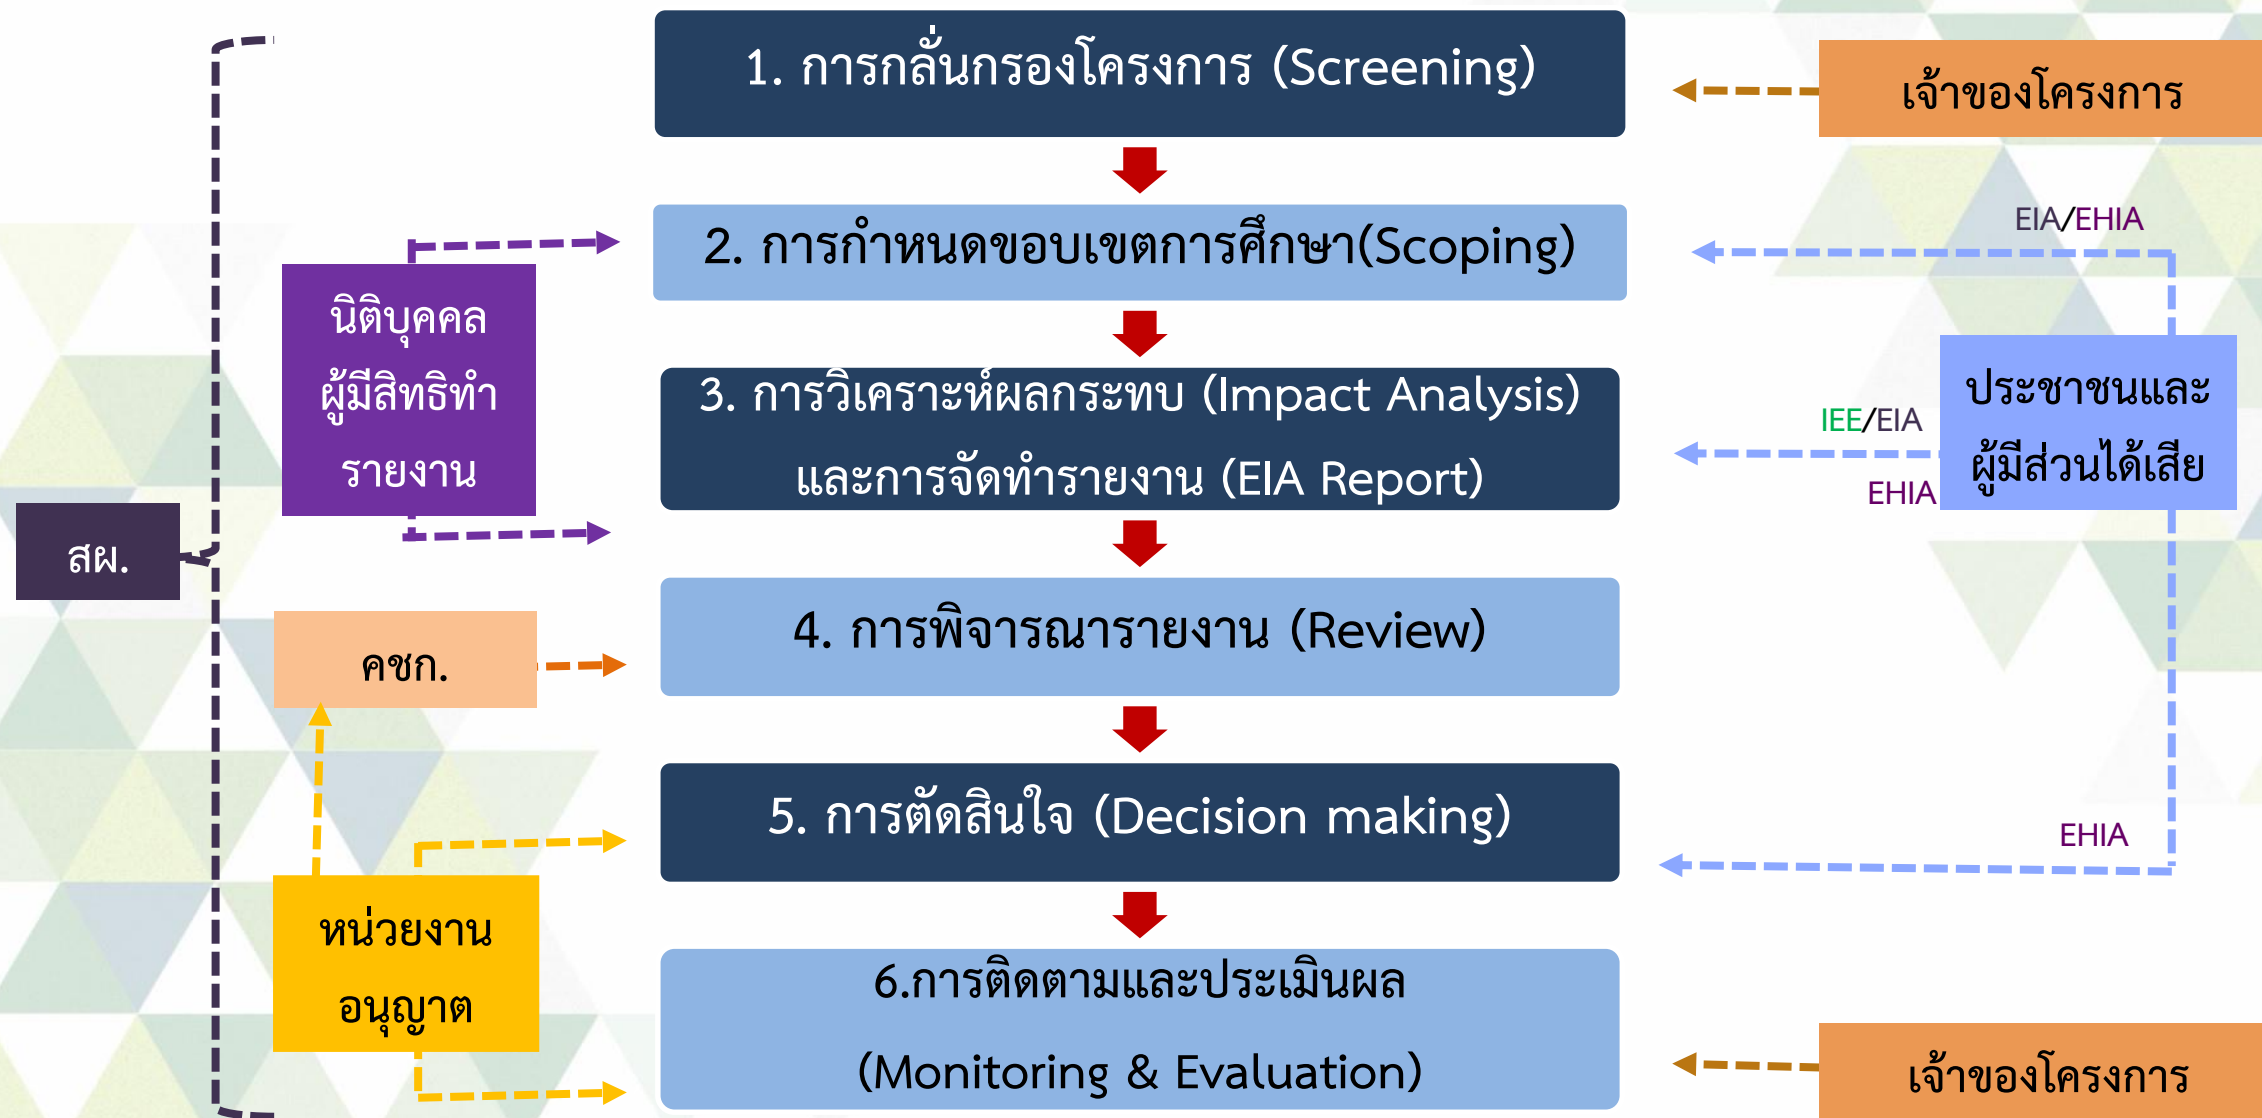 1. การกลั่นกรองโครงการ (Screening)
เจ้าของโครงการ
2. การกำหนดขอบเขตการศึกษา(Scoping)
EIA/EHIA
นิติบุคคล
ผู้มีสิทธิทำ
รายงาน
3. การวิเคราะห์ผลกระทบ (Impact Analysis)
และการจัดทำรายงาน (EIA Report)
IEE/EIA
EHIA
ประชาชนและ
ผู้มีส่วนได้เสีย
สผ.
คชก.
4. การพิจารณารายงาน (Review)
5. การตัดสินใจ (Decision making)
EHIA
หน่วยงาน
อนุญาต
6.การติดตามและประเมินผล
(Monitoring & Evaluation)
เจ้าของโครงการ